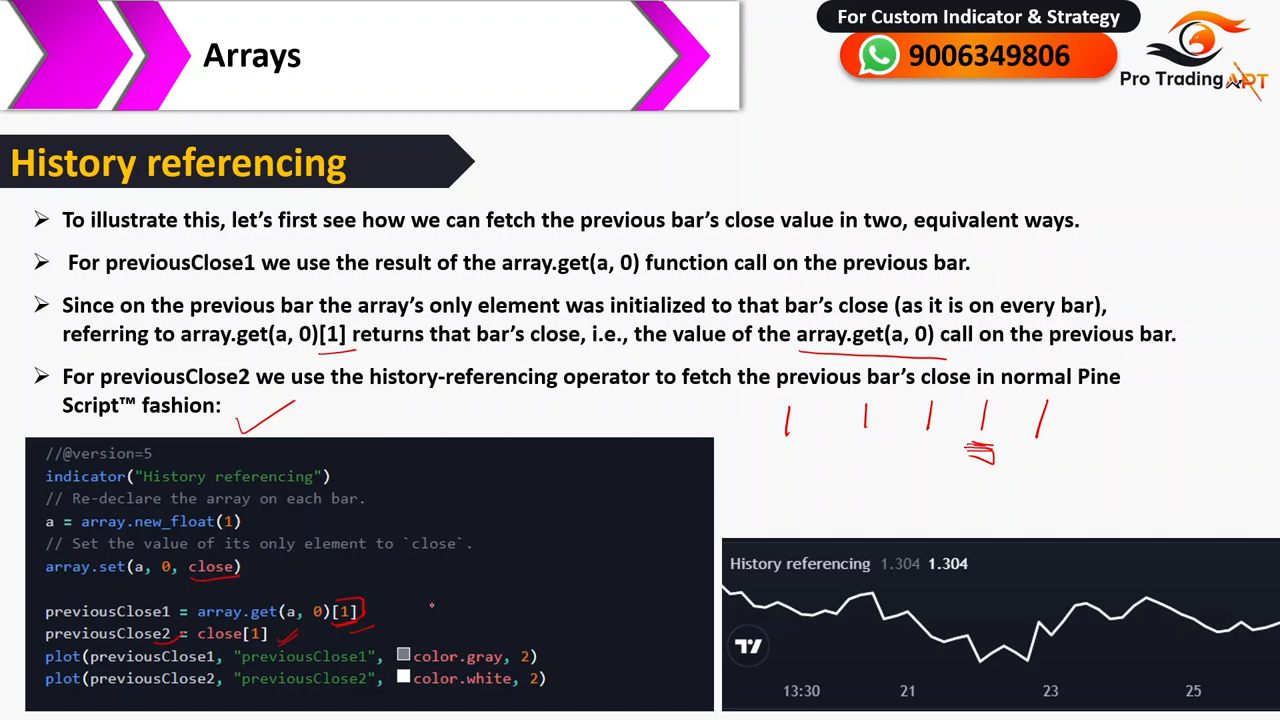 Arrays
For Custom Indicator & Strategy
9006349806
Pro Trading ART
History referencing
To illustrate this, let’s first see how we can fetch the previous bar’s close value in two, equivalent ways.
For previousClose1 we use the result of the array.get(a, 0) function call on the previous bar.
Since on the previous bar the array’s only element was initialized to that bar’s close (as it is on every bar),
referring to array.get(a, 0)[1] returns that bar’s close, i.e., the value of the array.get(a, 0) call on the previous bar.
For previousClose2 we use the history-referencing operator to fetch the previous bar’s close in normal Pine
Script™ fashion:
//@version=5
indicator("History referencing")
// Re-declare the array on each bar.
a = array.new_float(1)
// Set the value of its only element to `close`.
array.set(a, 0, close)
previousClose1 = array.get(a, 0)[1]
previousClose2 = close[1]
plot(previousClose1, "previousClose1", color.gray, 2)
plot(previousClose2, "previousClose2", color.white, 2)
History referencing 1.304 1.304
13:30 21 23 25